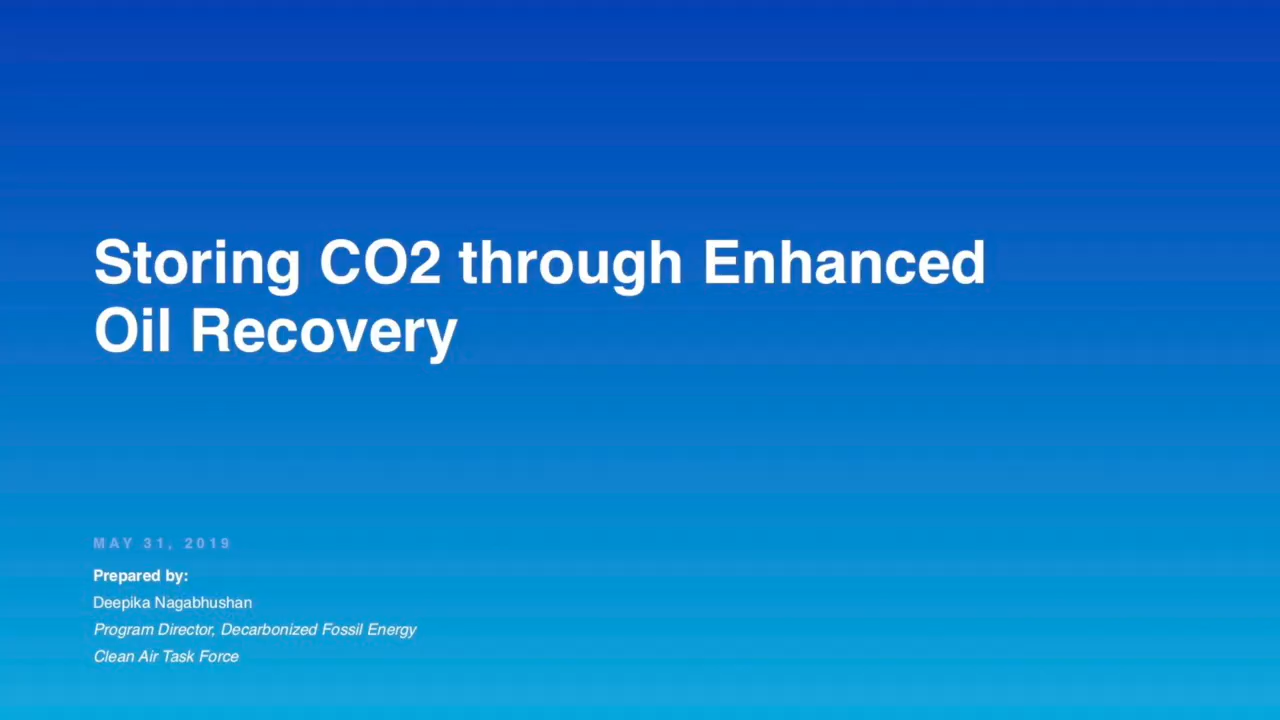 Storing CO2 through Enhanced
Oil Recovery
MAY 31, 2019
Prepared by:
Deepika Nagabhushan
Program Director, Decarbonized Fossil Energy
Clean Air Task Force